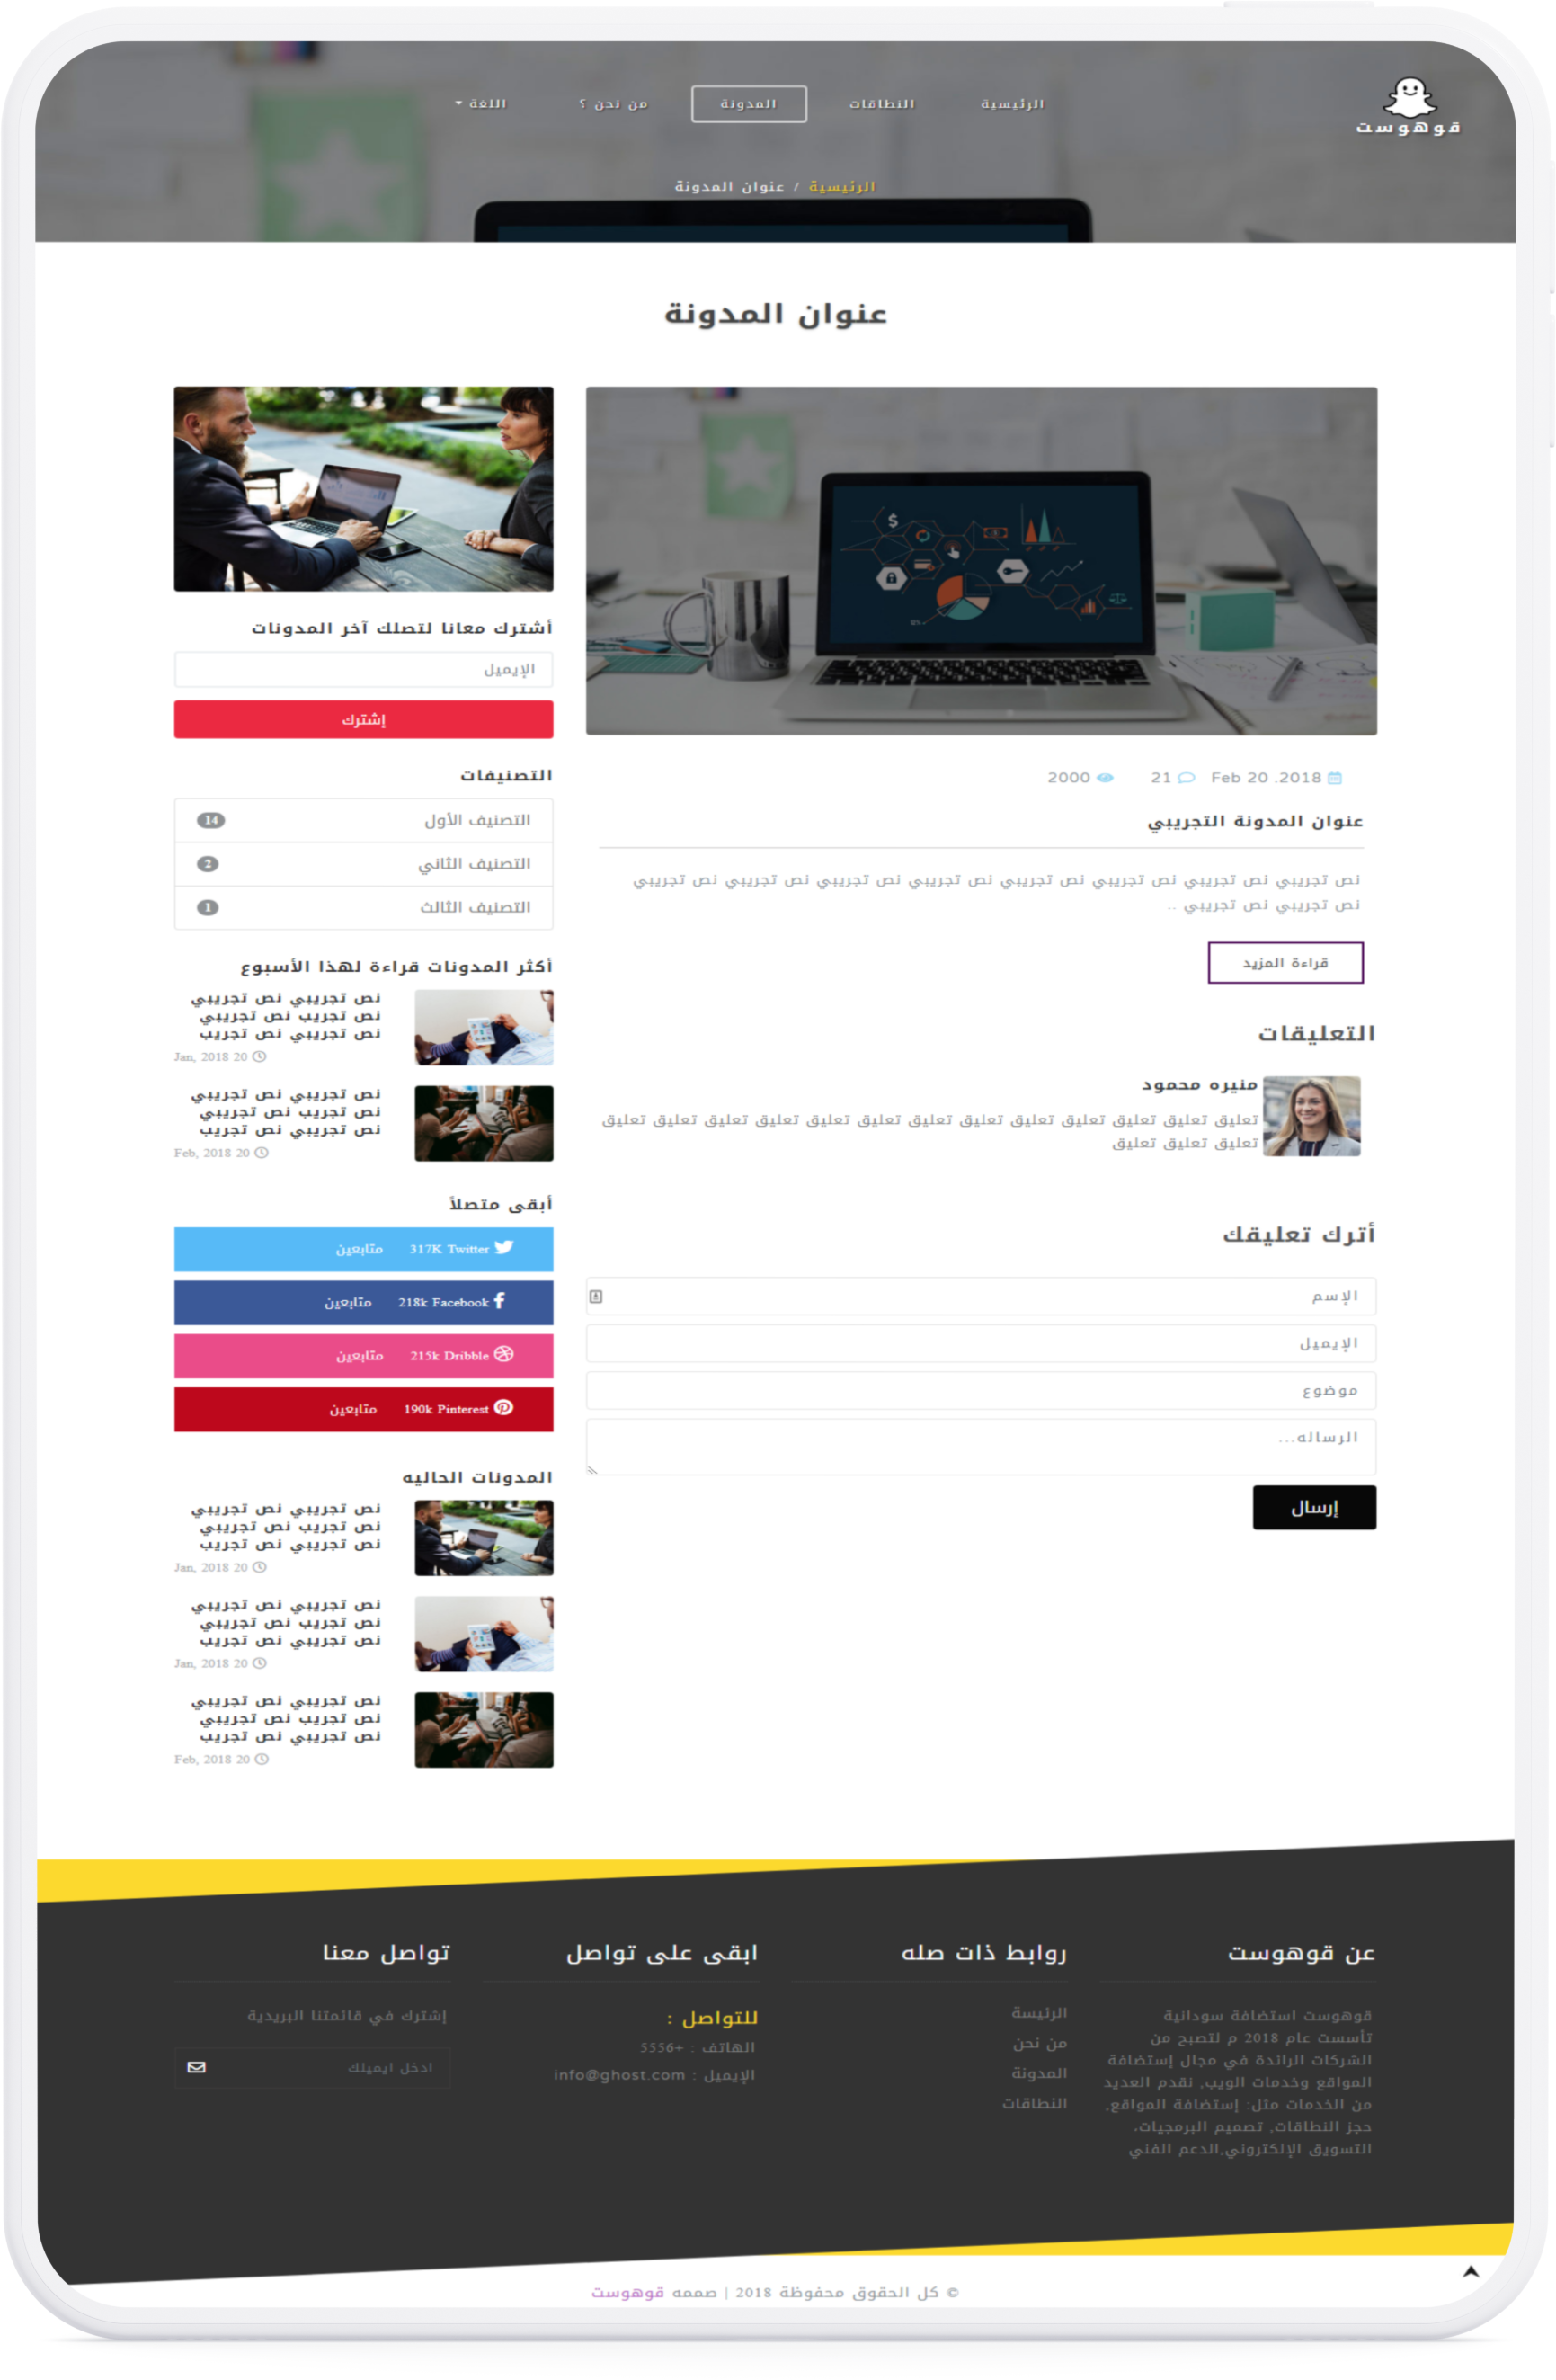 قوهوست
الرئيسية
النطاقات
المدونة
من نحن ؟
اللغة
الرئيسية / عنوان المدونة
عنوان المدونة
Feb 20 .2018
21
2000
عنوان المدونة التجريبي
نص تجريبي نص تجريبي نص تجريبي نص تجريبي نص تجريبي نص تجريبي نص تجريبي نص تجريبي
نص تجريبي نص تجريبي ..
قراءة المزيد
التعليقات
منيره محمود
تعليق تعليق تعليق تعليق تعليق تعليق تعليق تعليق تعليق تعليق تعليق تعليق تعليق
تعليق تعليق تعليق
أترك تعليقك
الإسم
الإيميل
موضوع
الرساله...
إرسال
أشترك معانا لتصلك آخر المدونات
الإيميل
إشترك
التصنيفات
التصنيف الأول 14
التصنيف الثاني 2
التصنيف الثالث 1
أكثر المدونات قراءة لهذا الأسبوع
نص تجريبي نص تجريبي
نص تجريب نص تجريبي
نص تجريبي نص تجريب
Jan, 2018 20
نص تجريبي نص تجريبي
نص تجريب نص تجريبي
نص تجريبي نص تجريب
Feb, 2018 20
أبقى متصلاً
317K Twitter متابعين
218k Facebook متابعين
215k Dribble متابعين
190k Pinterest متابعين
المدونات الحاليه
نص تجريبي نص تجريبي
نص تجريب نص تجريبي
نص تجريبي نص تجريب
Jan, 2018 20
نص تجريبي نص تجريبي
نص تجريب نص تجريبي
نص تجريبي نص تجريب
Jan, 2018 20
نص تجريبي نص تجريبي
نص تجريب نص تجريبي
نص تجريبي نص تجريب
Feb, 2018 20
عن قوهوست
قوهوست استضافة سودانية
تأسست عام 2018 م لتصبح من
الشركات الرائدة في مجال إستضافة
المواقع وخدمات الويب, نقدم العديد
من الخدمات مثل: إستضافة المواقع,
حجز النطاقات, تصميم البرمجيات,
التسويق الإلكتروني,الدعم الفني
روابط ذات صله
الرئيسة
من نحن
المدونة
النطاقات
ابقى على تواصل
للتواصل :
الهاتف : +5556
الإيميل : info@ghost.com
تواصل معنا
إشترك في قائمتنا البريدية
ادخل ايميلك
© كل الحقوق محفوظة 2018 | صممه قوهوست